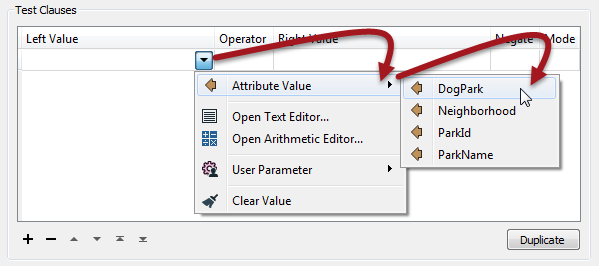 Test Clauses
Left Value Operator Right Value Negate Mode
Attribute Value
DogPark
Open Text Editor...
Neighborhood
Open Arithmetic Editor...
ParkId
ParkName
User Parameter
Clear Value
Duplicate